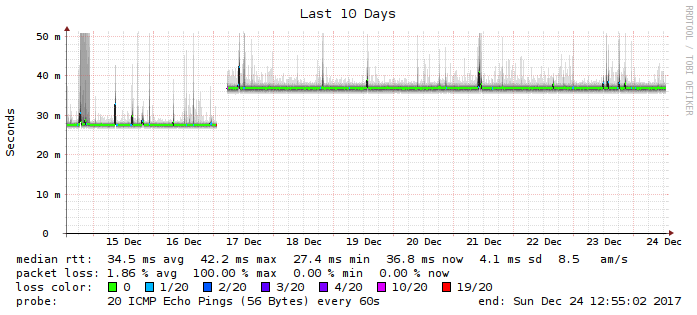 Last 10 Days
RRDTOOL / TOBI OETIKER
Seconds
50 m
40 m
30 m
20 m
10 m
0
15 Dec 16 Dec 17 Dec 18 Dec 19 Dec 20 Dec 21 Dec 22 Dec 23 Dec 24 Dec
median rtt: 34.5 ms avg 42.2 ms max 27.4 ms min 36.8 ms now 4.1 ms sd 8.5 am/s
packet loss: 1.86 % avg 100.00 % max 0.00 % min 0.00 % now
loss color: 0 1/20 2/20 3/20 4/20 10/20 19/20
probe: 20 ICMP Echo Pings (56 Bytes) every 60s end: Sun Dec 24 12:55:02 2017